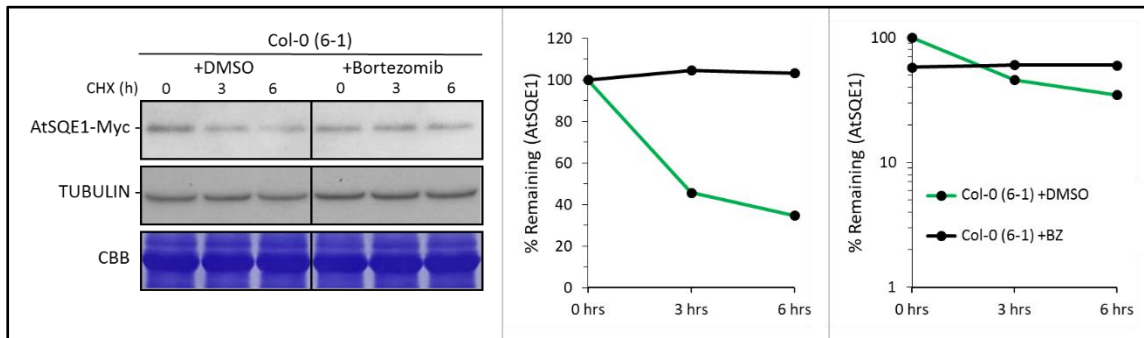 Col-0 (6-1)
+DMSO +Bortezomib
CHX (h) 0 3 6 0 3 6
AtSQE1-Myc
TUBULIN
CBB
% Remaining (AtSQE1)
120
100
80
60
40
20
0
0 hrs 3 hrs 6 hrs
% Remaining (AtSQE1)
100
10
1
Col-0 (6-1) +DMSO
Col-0 (6-1) +BZ
0 hrs 3 hrs 6 hrs